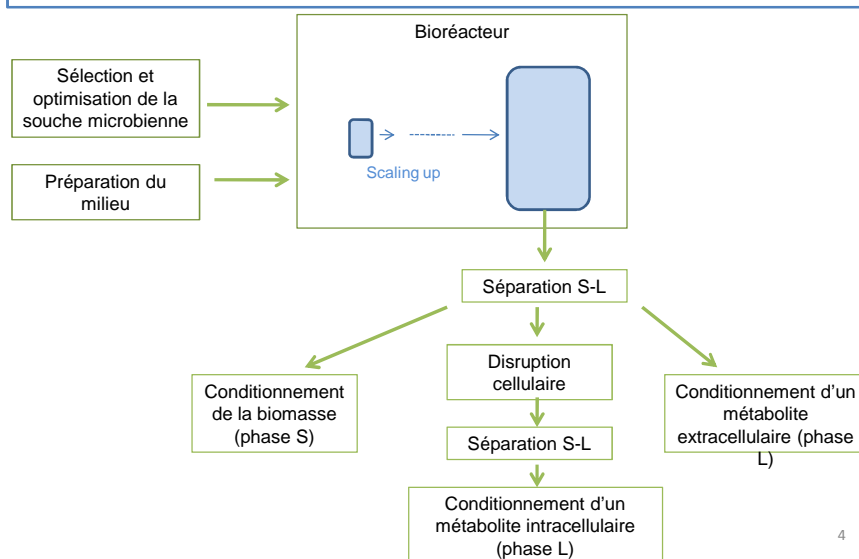 Bioréacteur
Sélection et
optimisation de la
souche microbienne
Scaling up
Préparation du
milieu
Séparation S-L
Disruption
cellulaire
Conditionnement
de la biomasse
(phase S)
Conditionnement d'un
métabolite
extracellulaire (phase
L)
Séparation S-L
Conditionnement d'un
métabolite intracellulaire
(phase L)
4